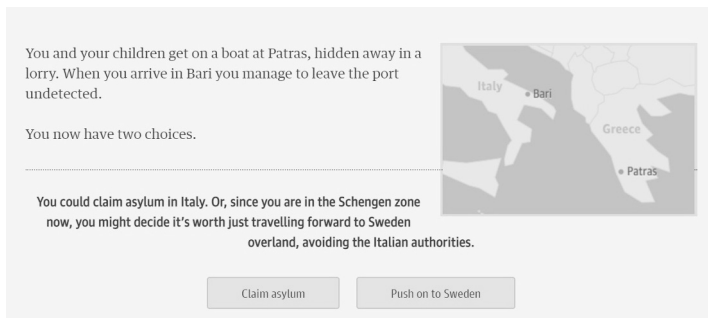 You and your children get on a boat at Patras, hidden away in a
lorry. When you arrive in Bari you manage to leave the port
undetected.
You now have two choices.
Italy
Bari
Greece
Patras
You could claim asylum in Italy. Or, since you are in the Schengen zone
now, you might decide it’s worth just travelling forward to Sweden
overland, avoiding the Italian authorities.
Claim asylum
Push on to Sweden